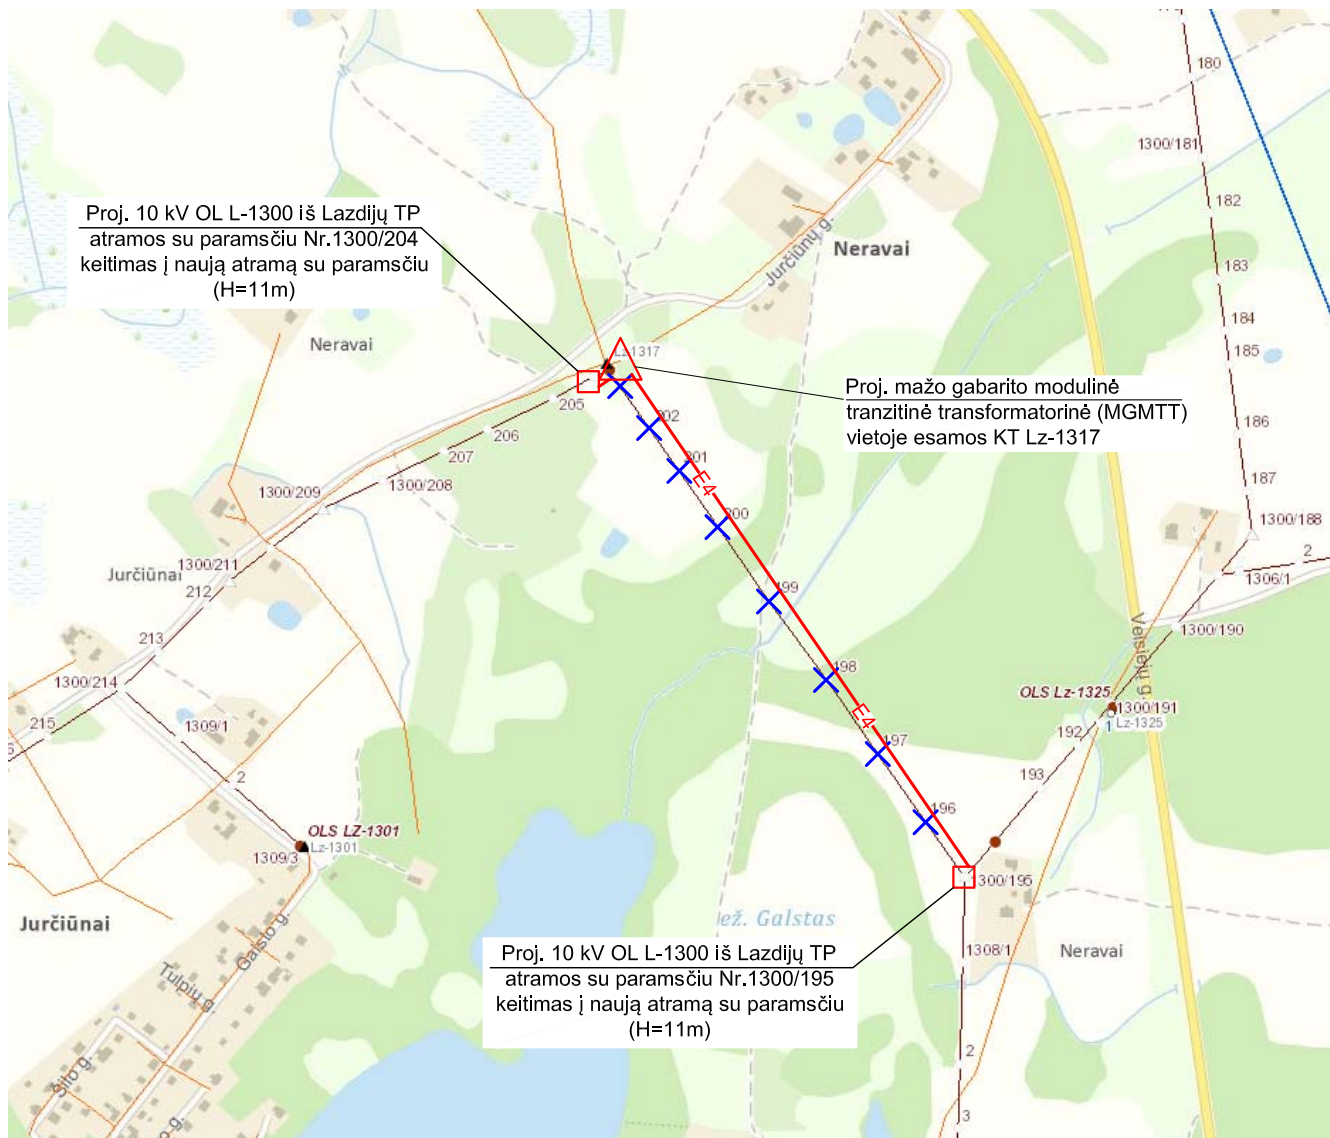 180
1300/181
182
183
184
185
186
187
1300/188
2
1306/1
1300/190
Proj. 10 kV OL L-1300 iš Lazdijų TP
atramos su paramsčiu Nr.1300/204
keitimas į naują atramą su paramsčiu
(H=11m)
Jurčiūnų g.
Neravai
Neravai
Lz-1317
Proj. mažo gabarito modulinė
tranzitinė transformatorinė (MGMTT)
vietoje esamos KT Lz-1317
205
206
207
1300/208
1300/209
202
201
E4
200
199
198
E4
197
196
1300/211
Jurčiūnai
212
213
1300/214
215
1309/1
2
OLS LZ-1301
Lz-1301
1309/3
Veisiejų g.
OLS Lz-1325
1300/191
Lz-1325
1
192
193
300/195
1308/1
Neravai
2
3
ež. Galstas
Proj. 10 kV OL L-1300 iš Lazdijų TP
atramos su paramsčiu Nr.1300/195
keitimas į naują atramą su paramsčiu
(H=11m)
Jurčiūnai
Galsto g.
Tulpių g.
Šilo g.